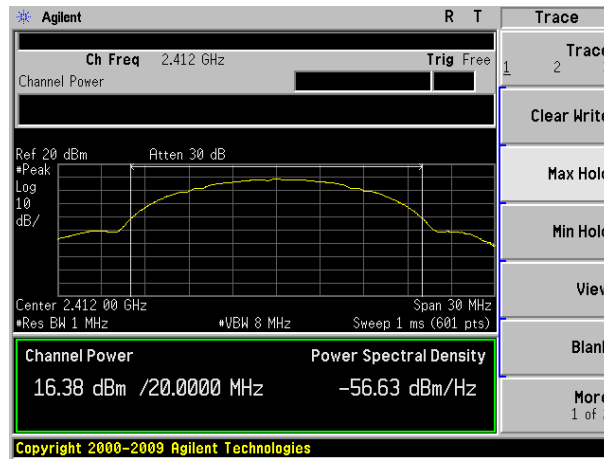 Agilent R T Trace
Ch Freq 2.412 GHz Trig Free
Channel Power
Trace
1 2
Clear Write
Max Hold
Min Hold
View
Blank
More
1 of
Ref 20 dBm Atten 30 dB
#Peak
Log
10
dB/
Center 2.412 00 GHz Span 30 MHz
#Res BW 1 MHz #VBW 8 MHz Sweep 1 ms (601 pts)
Channel Power Power Spectral Density
16.38 dBm /20.0000 MHz -56.63 dBm/Hz
Copyright 2000-2009 Agilent Technologies